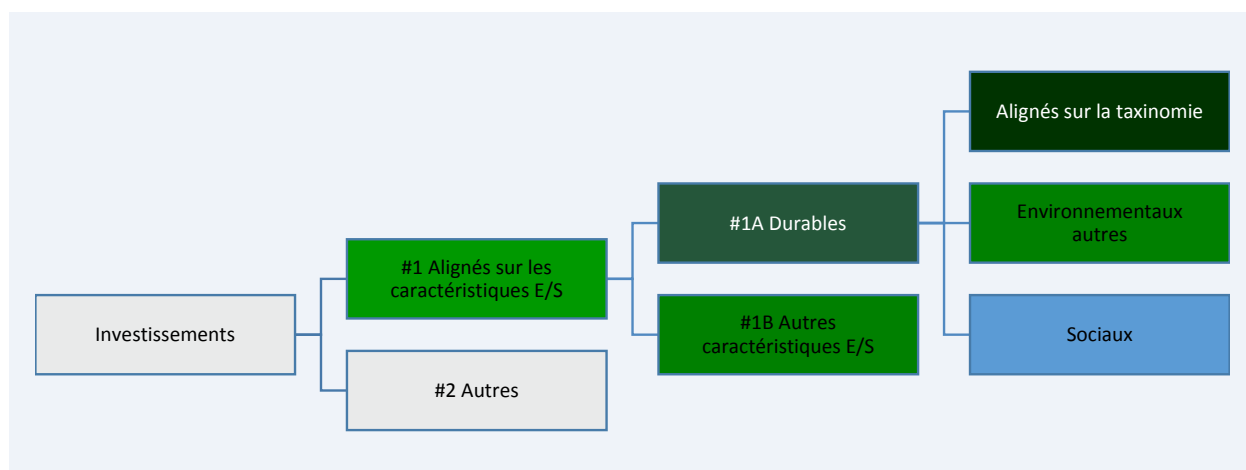 Investissements
#1 Alignés sur les
caractéristiques E/S
#2 Autres
#1A Durables
#1B Autres
caractéristiques E/S
Alignés sur la taxinomie
Environnementaux
autres
Sociaux